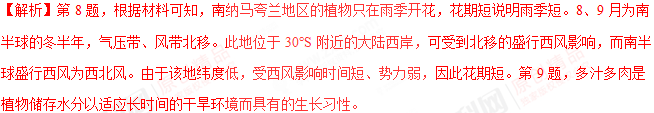 【解析】第 8 题，根据材料可知，南纳马夸兰地区的植物只在雨季开花，花期短说明雨季短。8、9 月为南
半球的冬半年，气压带、风带北移。此地位于 30°S 附近的大陆西岸，可受到北移的盛行西风影响，而南半
球盛行西风为西北风。由于该地纬度低，受西风影响时间短、势力弱，因此花期短。第 9 题，多汁多肉是
植物储存水分以适应长时间的干旱环境而具有的生长习性。